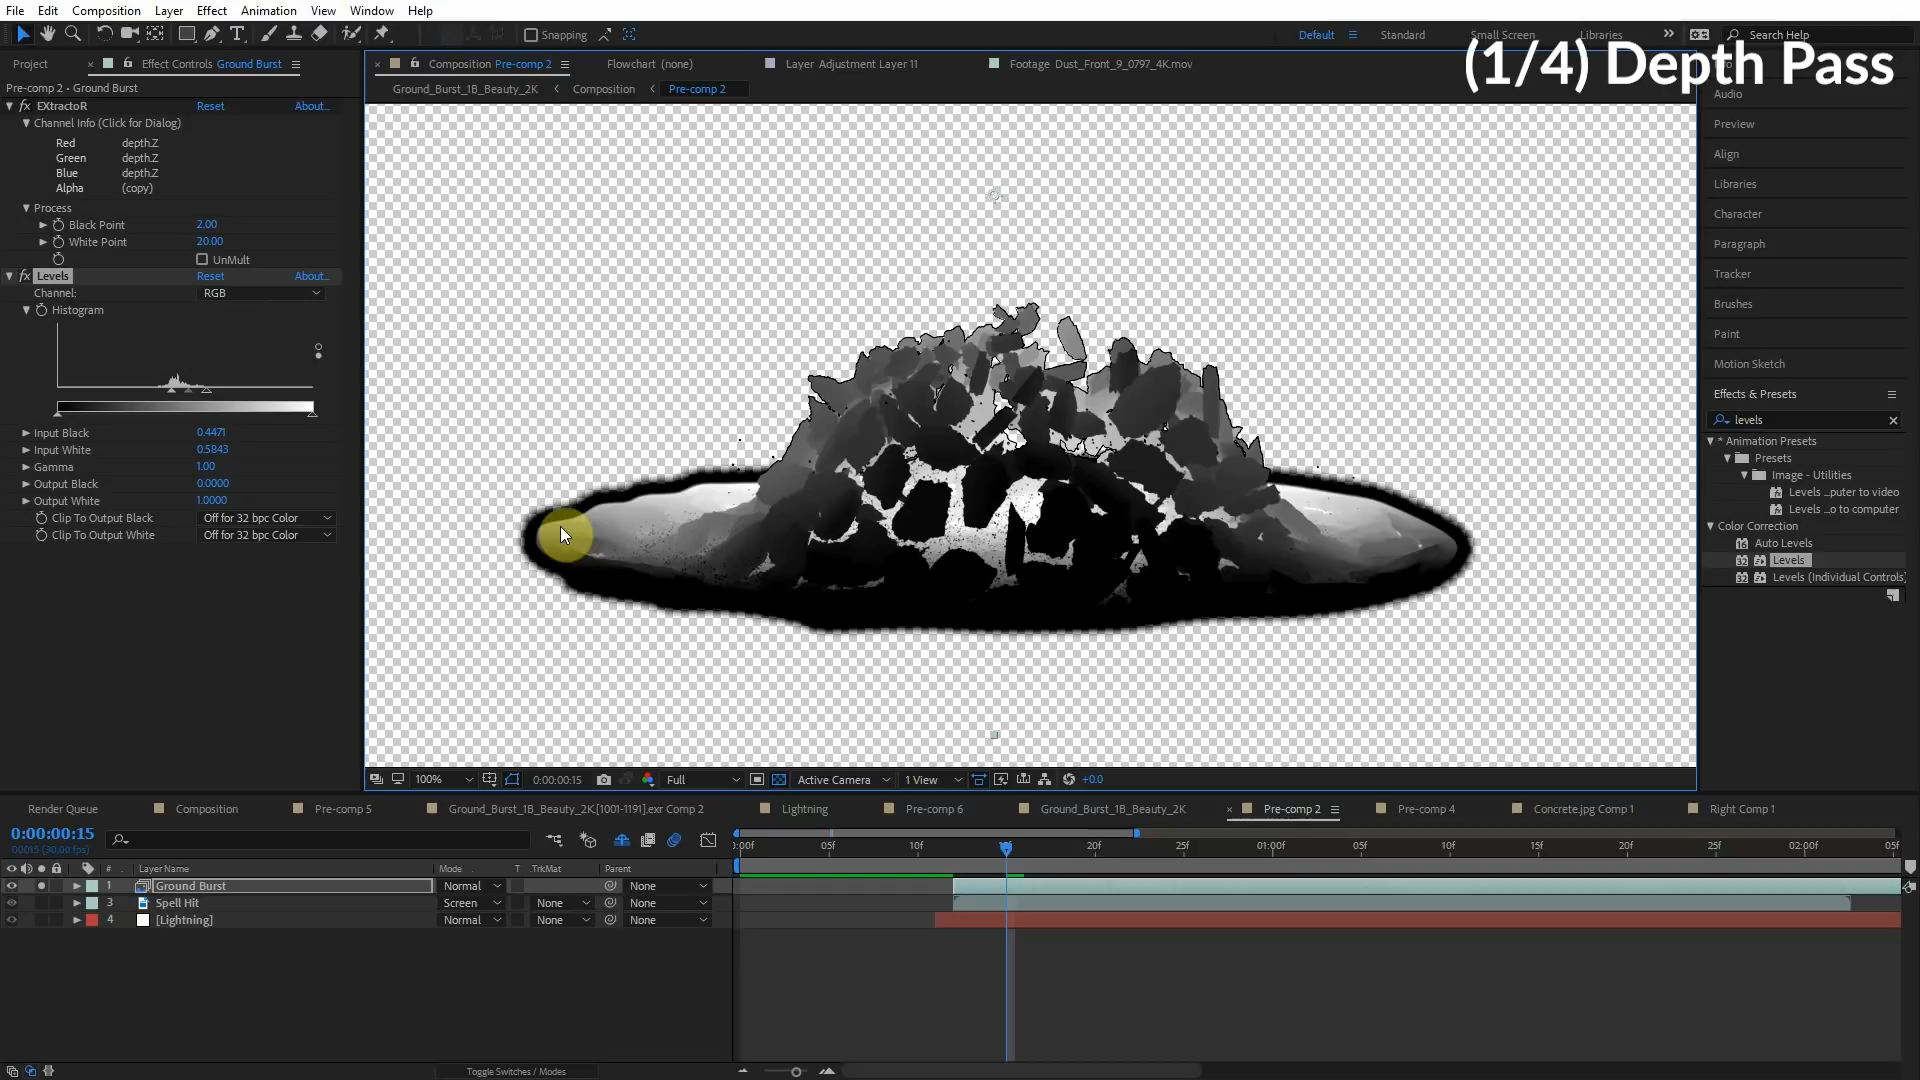 File Edit Composition Layer Effect Animation View Window Help
Snapping
Default Standard Small Screen Libraries Search Help
(1/4) Depth Pass
Project Effect Controls Ground Burst
Composition Pre-comp 2 Flowchart (none) Layer Adjustment Layer 11 Footage Dust_Front_9_0797_4K.mov
Pre-comp 2 • Ground Burst
Ground_Burst_1B_Beauty_2K Composition Pre-comp 2
fx EXtractoR Reset About...
Channel Info (Click for Dialog)
Red depth.Z
Green depth.Z
Blue depth.Z
Alpha (copy)
Process
Black Point 2.00
White Point 20.00
UnMult
fx Levels Reset About...
Channel: RGB
Histogram
Input Black 0.4471
Input White 0.5843
Gamma 1.00
Output Black 0.0000
Output White 1.0000
Clip To Output Black Off for 32 bpc Color
Clip To Output White Off for 32 bpc Color
Audio
Preview
Align
Libraries
Character
Paragraph
Tracker
Brushes
Paint
Motion Sketch
Effects & Presets
levels
* Animation Presets
Presets
Image - Utilities
Levels ...puter to video
Levels ...o to computer
Color Correction
Auto Levels
Levels
Levels (Individual Controls)
100% 0:00:00:15 Full Active Camera 1 View +0.0
Render Queue Composition Pre-comp 5 Ground_Burst_1B_Beauty_2K.[1001-1191].exr Comp 2 Lightning Pre-comp 6 Ground_Burst_1B_Beauty_2K Pre-comp 2 Pre-comp 4 Concrete.jpg Comp 1 Right Comp 1
0:00:00:15
00015 (30.00 fps)
:00f 05f 10f 20f 25f 01:00f 05f 10f 15f 20f 25f 02:00f 05f
# Layer Name Mode T TrkMat Parent
1 Ground Burst Normal None
3 Spell Hit Screen None None
4 [Lightning] Normal None None
Toggle Switches / Modes